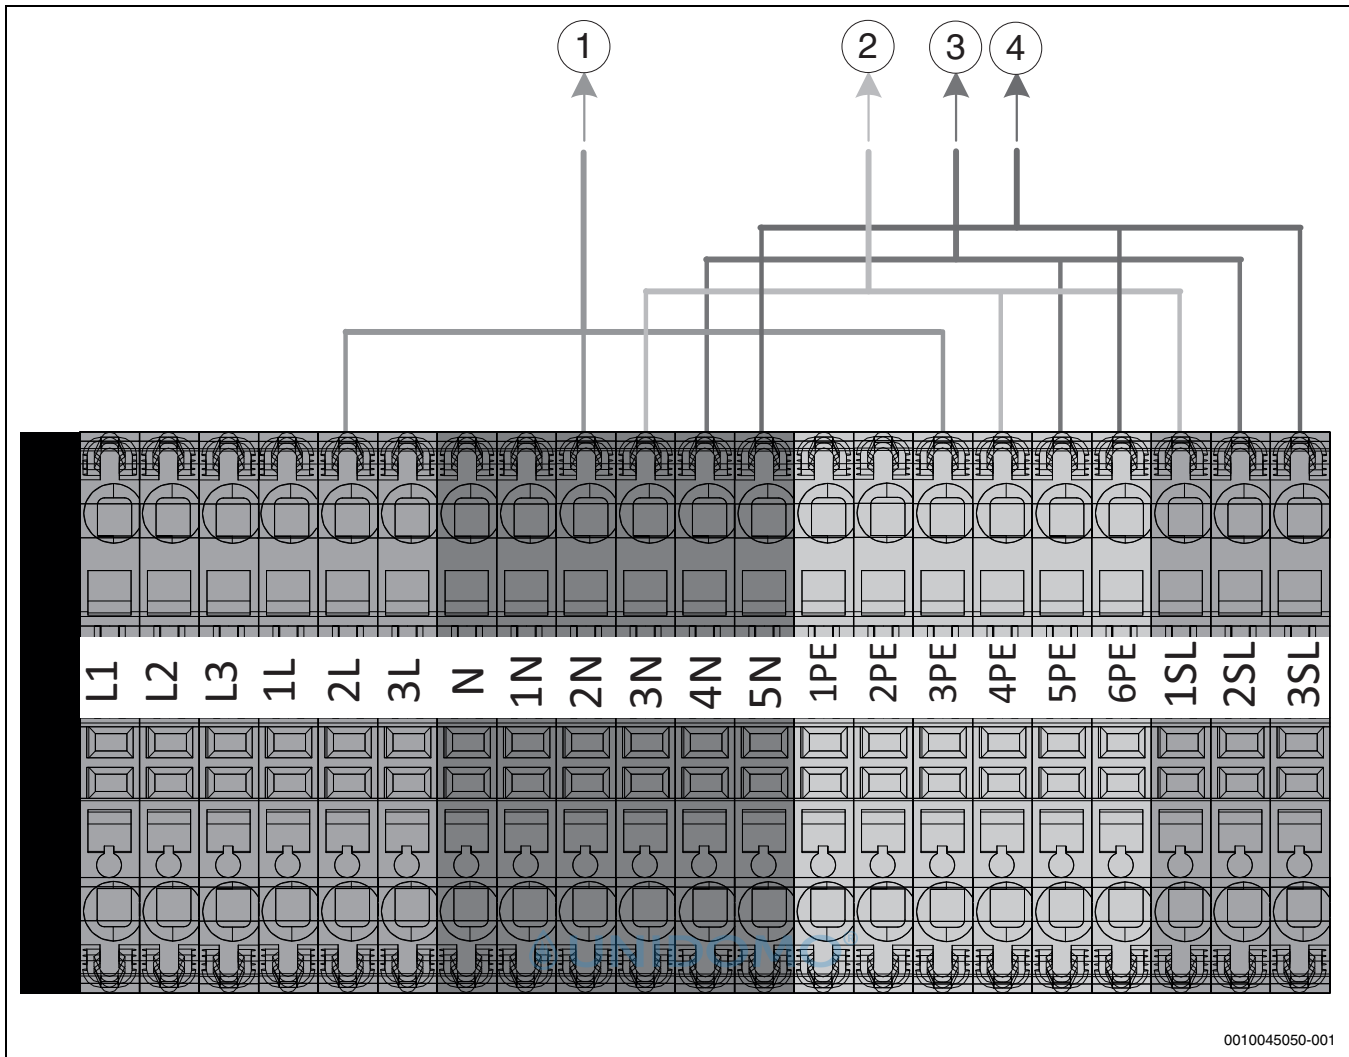 1 2 3 4
L1 L2 L3 1L 2L 3L N 1N 2N 3N 4N 5N 1PE 2PE 3PE 4PE 5PE 6PE 1SL 2SL 3SL
UNIDOMO®
0010045050-001